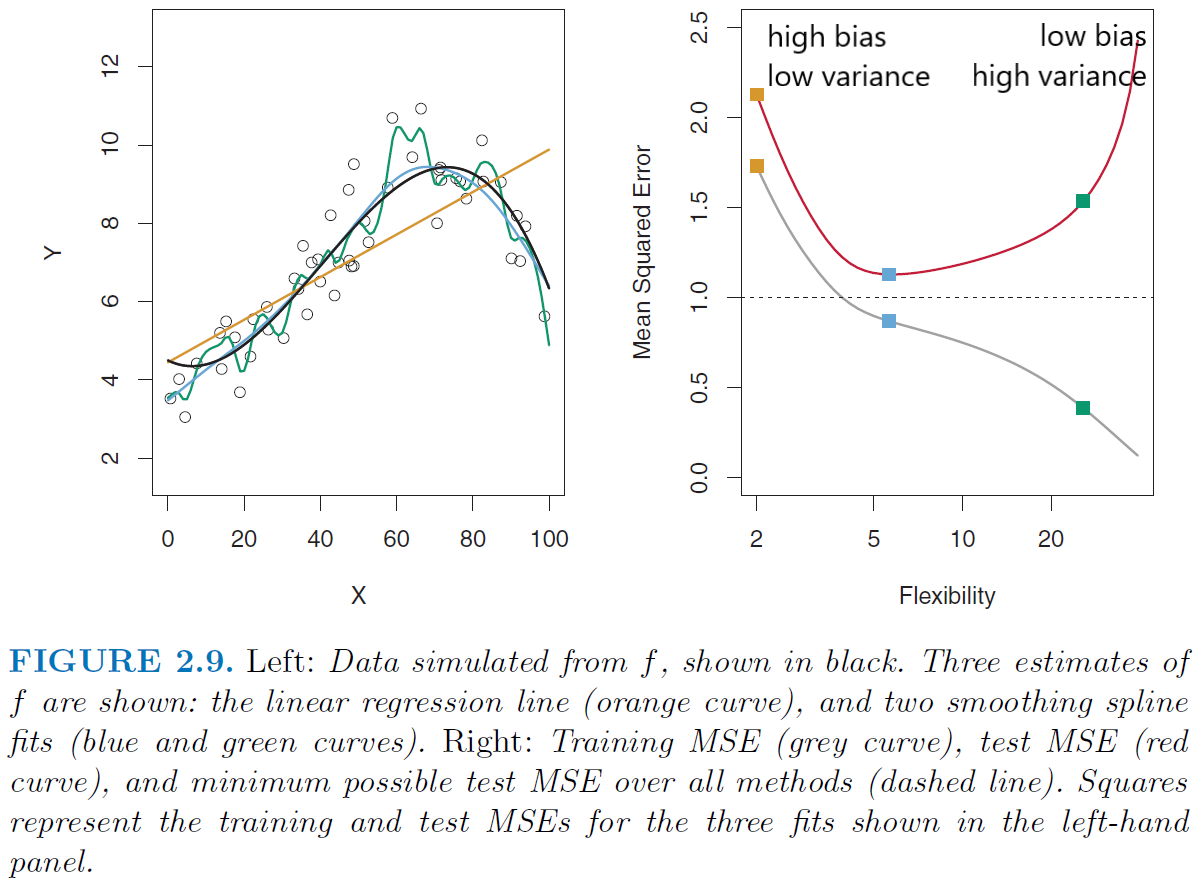 12
10
8
6
4
2
Y
0 20 40 60 80 100
X
2.5
2.0
1.5
1.0
0.5
0.0
Mean Squared Error
high bias low bias
low variance high variance
2 5 10 20
Flexibility
FIGURE 2.9. Left: Data simulated from f, shown in black. Three estimates of
f are shown: the linear regression line (orange curve), and two smoothing spline
fits (blue and green curves). Right: Training MSE (grey curve), test MSE (red
curve), and minimum possible test MSE over all methods (dashed line). Squares
represent the training and test MSEs for the three fits shown in the left-hand
panel.